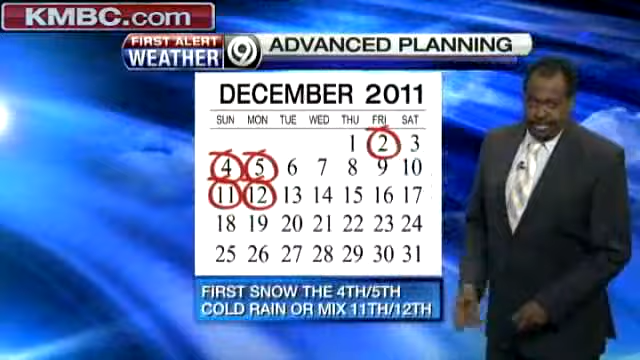 KMBC.com
FIRST ALERT
WEATHER 9 ADVANCED PLANNING
DECEMBER 2011
SUN MON TUE WED THU FRI SAT
1 2 3
4 5 6 7 8 9 10
11 12 13 14 15 16 17
18 19 20 21 22 23 24
25 26 27 28 29 30 31
FIRST SNOW THE 4TH/5TH
COLD RAIN OR MIX 11TH/12TH